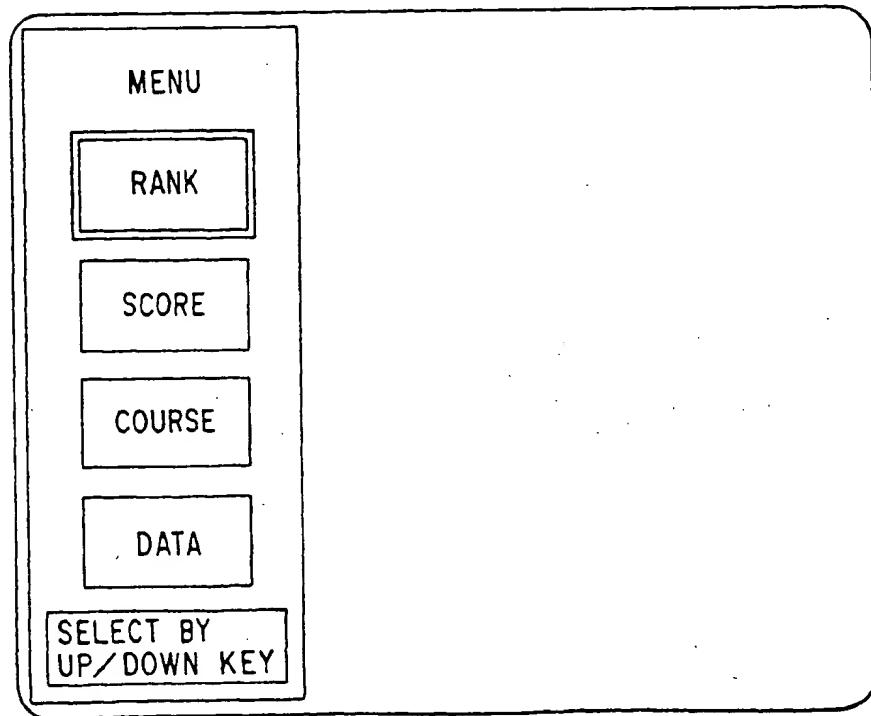 MENU
RANK
SCORE
COURSE
DATA
SELECT BY
UP/DOWN KEY